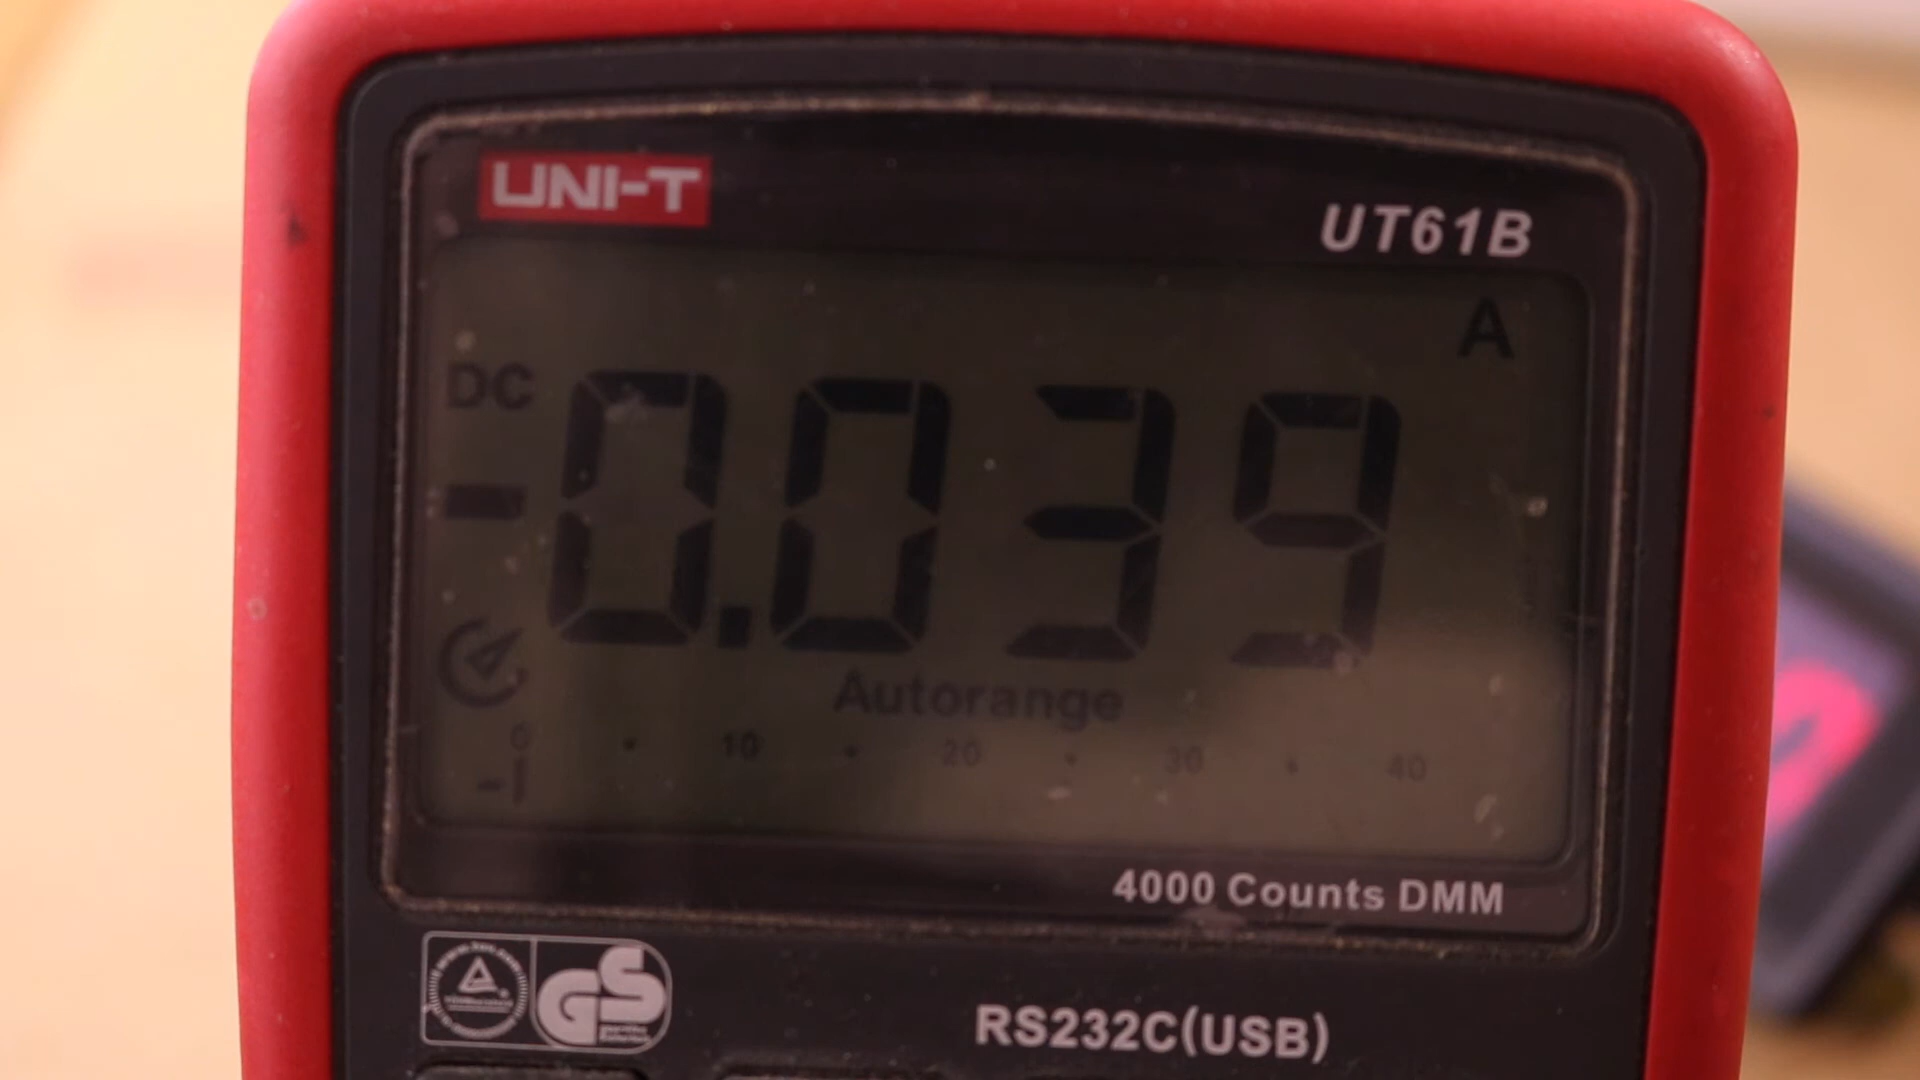 UNI-T
UT61B
A
DC
-0.039
Autorange
0 10 20 30 40
4000 Counts DMM
GS
RS232C(USB)